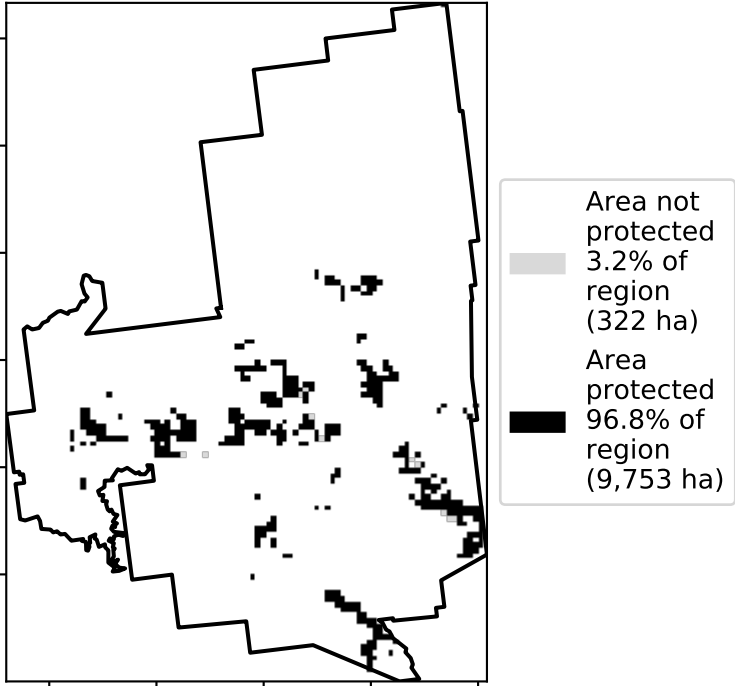 Area not
protected
3.2% of
region
(322 ha)
Area
protected
96.8% of
region
(9,753 ha)